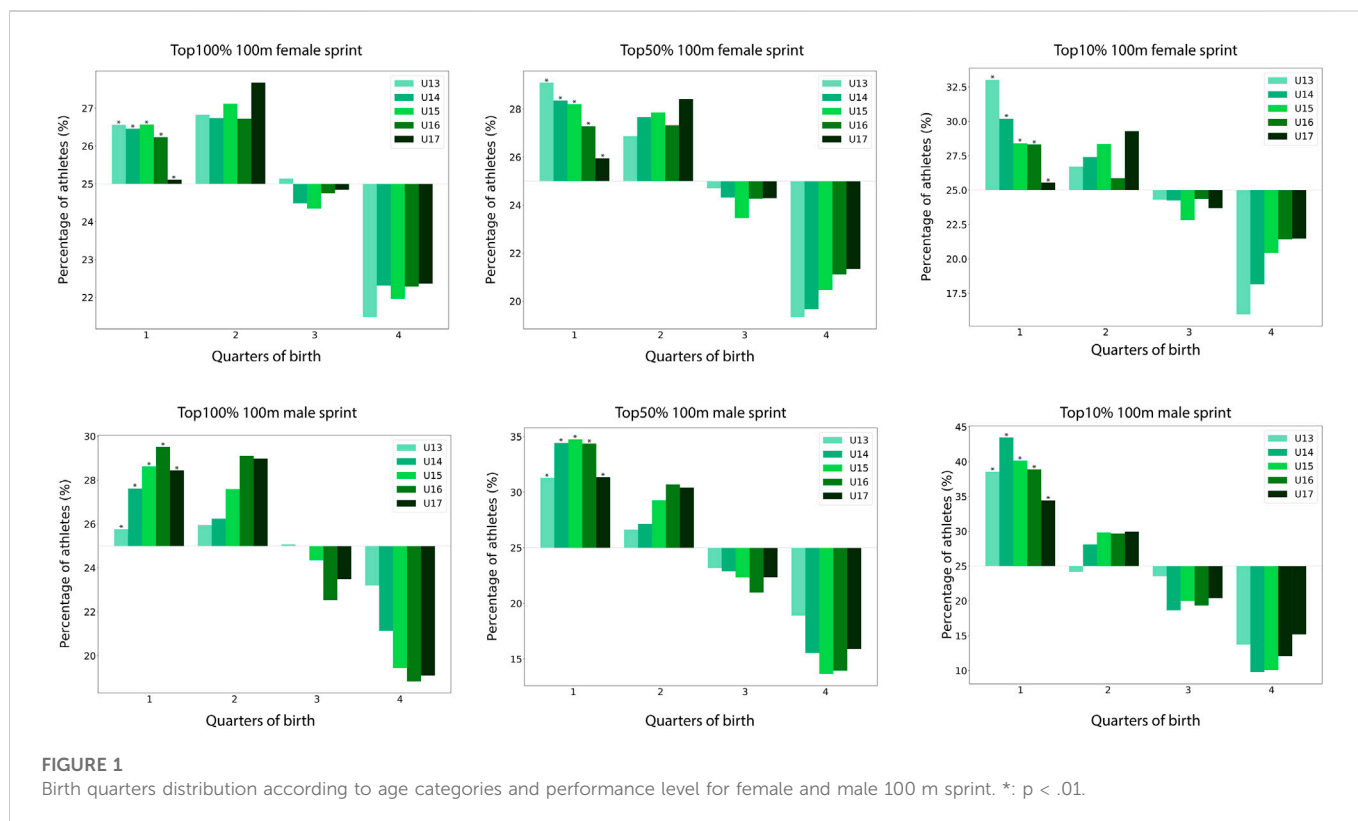 Top100% 100m female sprint
Percentage of athletes (%)
27
26
25
24
23
22
U13
U14
U15
U16
U17
* * * * *
1 2 3 4
Quarters of birth
Top50% 100m female sprint
Percentage of athletes (%)
28
26
24
22
20
U13
U14
U15
U16
U17
* * * * *
1 2 3 4
Quarters of birth
Top10% 100m female sprint
Percentage of athletes (%)
32.5
30.0
27.5
25.0
22.5
20.0
17.5
U13
U14
U15
U16
U17
* * * * *
1 2 3 4
Quarters of birth
Top100% 100m male sprint
Percentage of athletes (%)
30
28
26
24
22
20
U13
U14
U15
U16
U17
* * * * *
1 2 3 4
Quarters of birth
Top50% 100m male sprint
Percentage of athletes (%)
35
30
25
20
15
U13
U14
U15
U16
U17
* * * * *
1 2 3 4
Quarters of birth
Top10% 100m male sprint
Percentage of athletes (%)
45
40
35
30
25
20
15
10
U13
U14
U15
U16
U17
* * * * *
1 2 3 4
Quarters of birth
FIGURE 1
Birth quarters distribution according to age categories and performance level for female and male 100 m sprint. *: p < .01.